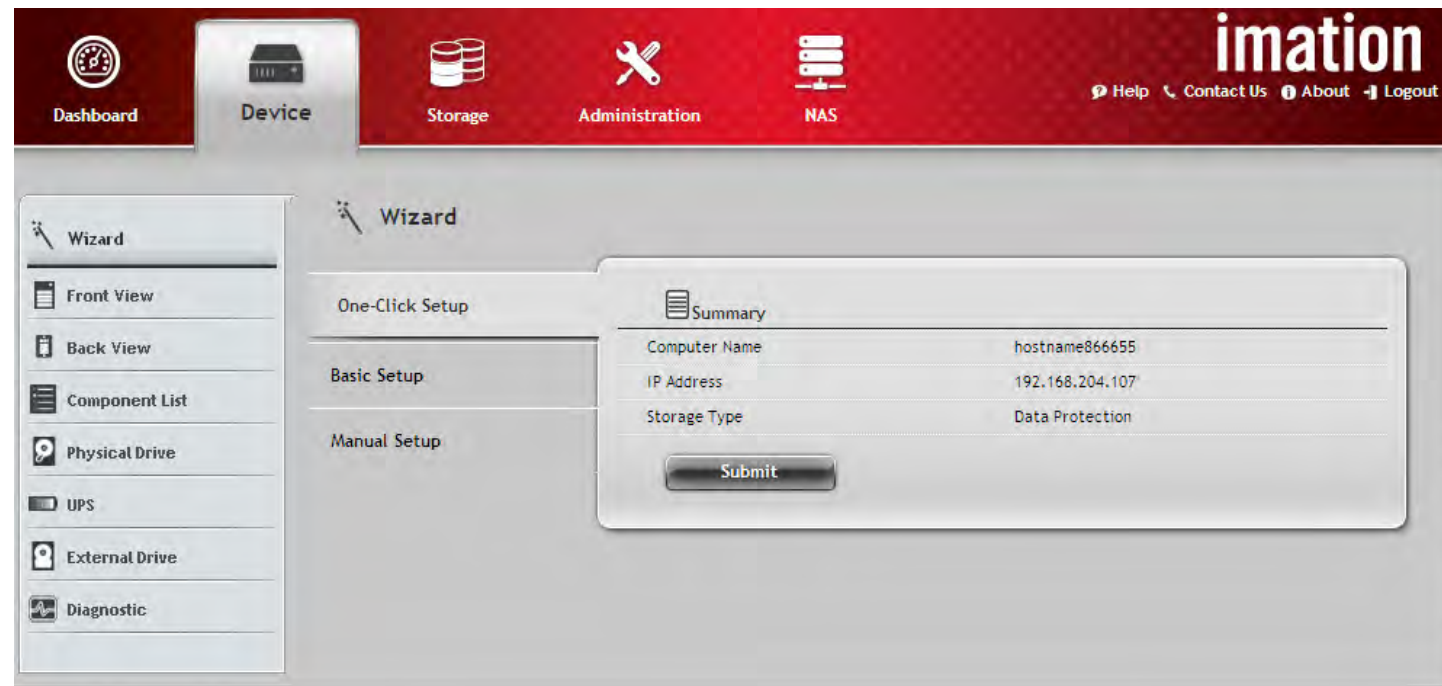 imation
Help Contact Us About Logout
Dashboard Device Storage Administration NAS
Wizard
Front View
Back View
Component List
Physical Drive
UPS
External Drive
Diagnostic
Wizard
One-Click Setup
Basic Setup
Manual Setup
Summary
Computer Name hostname866655
IP Address 192.168.204.107
Storage Type Data Protection
Submit